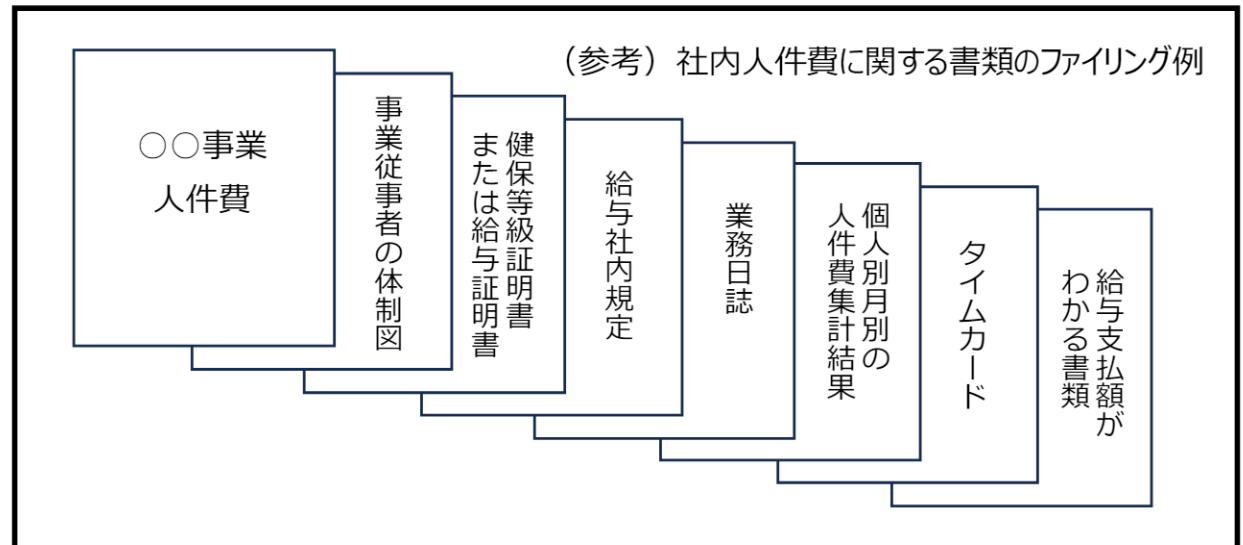 （参考）社内人件費に関する書類のファイリング例
○○事業
人件費
事業従事者の体制図
健保等級証明書
または給与証明書
給与社内規定
業務日誌
個人別月別の
人件費集計結果
タイムカード
給与支払額が
わかる書類